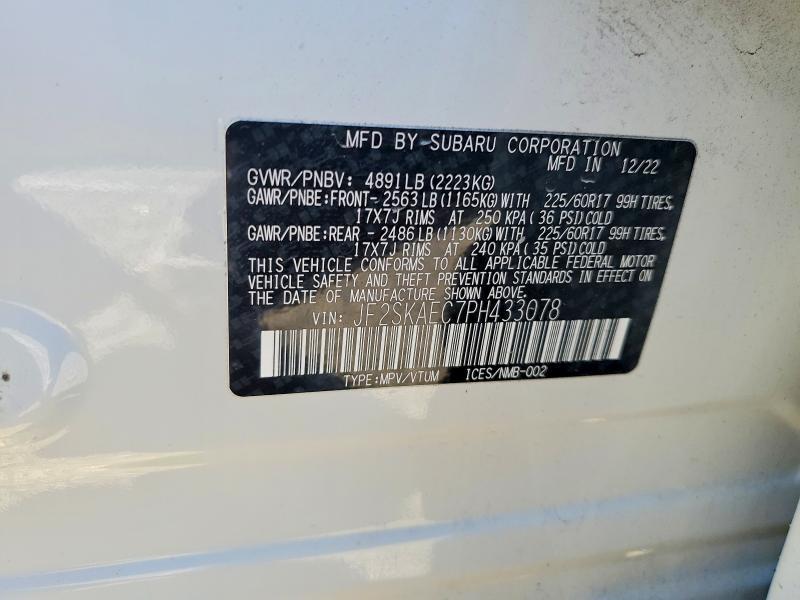 MFD BY SUBARU CORPORATION
MFD IN 12/22
GVWR/PNBV: 4891LB(2223KG)
GAWR/PNBE:FRONT-2563LB(1165KG)WITH 225/60R17 99H TIRES,
17X7J RIMS AT 250 KPA(36 PSI)COLD
GAWR/PNBE:REAR -2486LB(1130KG)WITH 225/60R17 99H TIRES,
17X7J RIMS AT 240 KPA(35 PSI)COLD
THIS VEHICLE CONFORMS TO ALL APPLICABLE FEDERAL MOTOR
VEHICLE SAFETY AND THEFT PREVENTION STANDARDS IN EFFECT ON
THE DATE OF MANUFACTURE SHOWN ABOVE.
VIN: JF2SKAEC7PH433078
TYPE:MPV/VTUM ICES/NMB-002